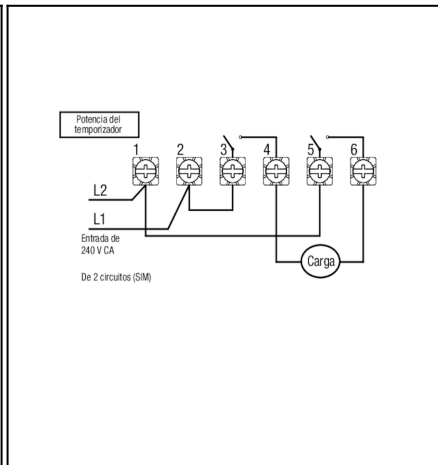 Potencia del
temporizador
1 2 3 4 5 6
L2
L1
Entrada de
240 V CA
Carga
De 2 circuitos (SIM)